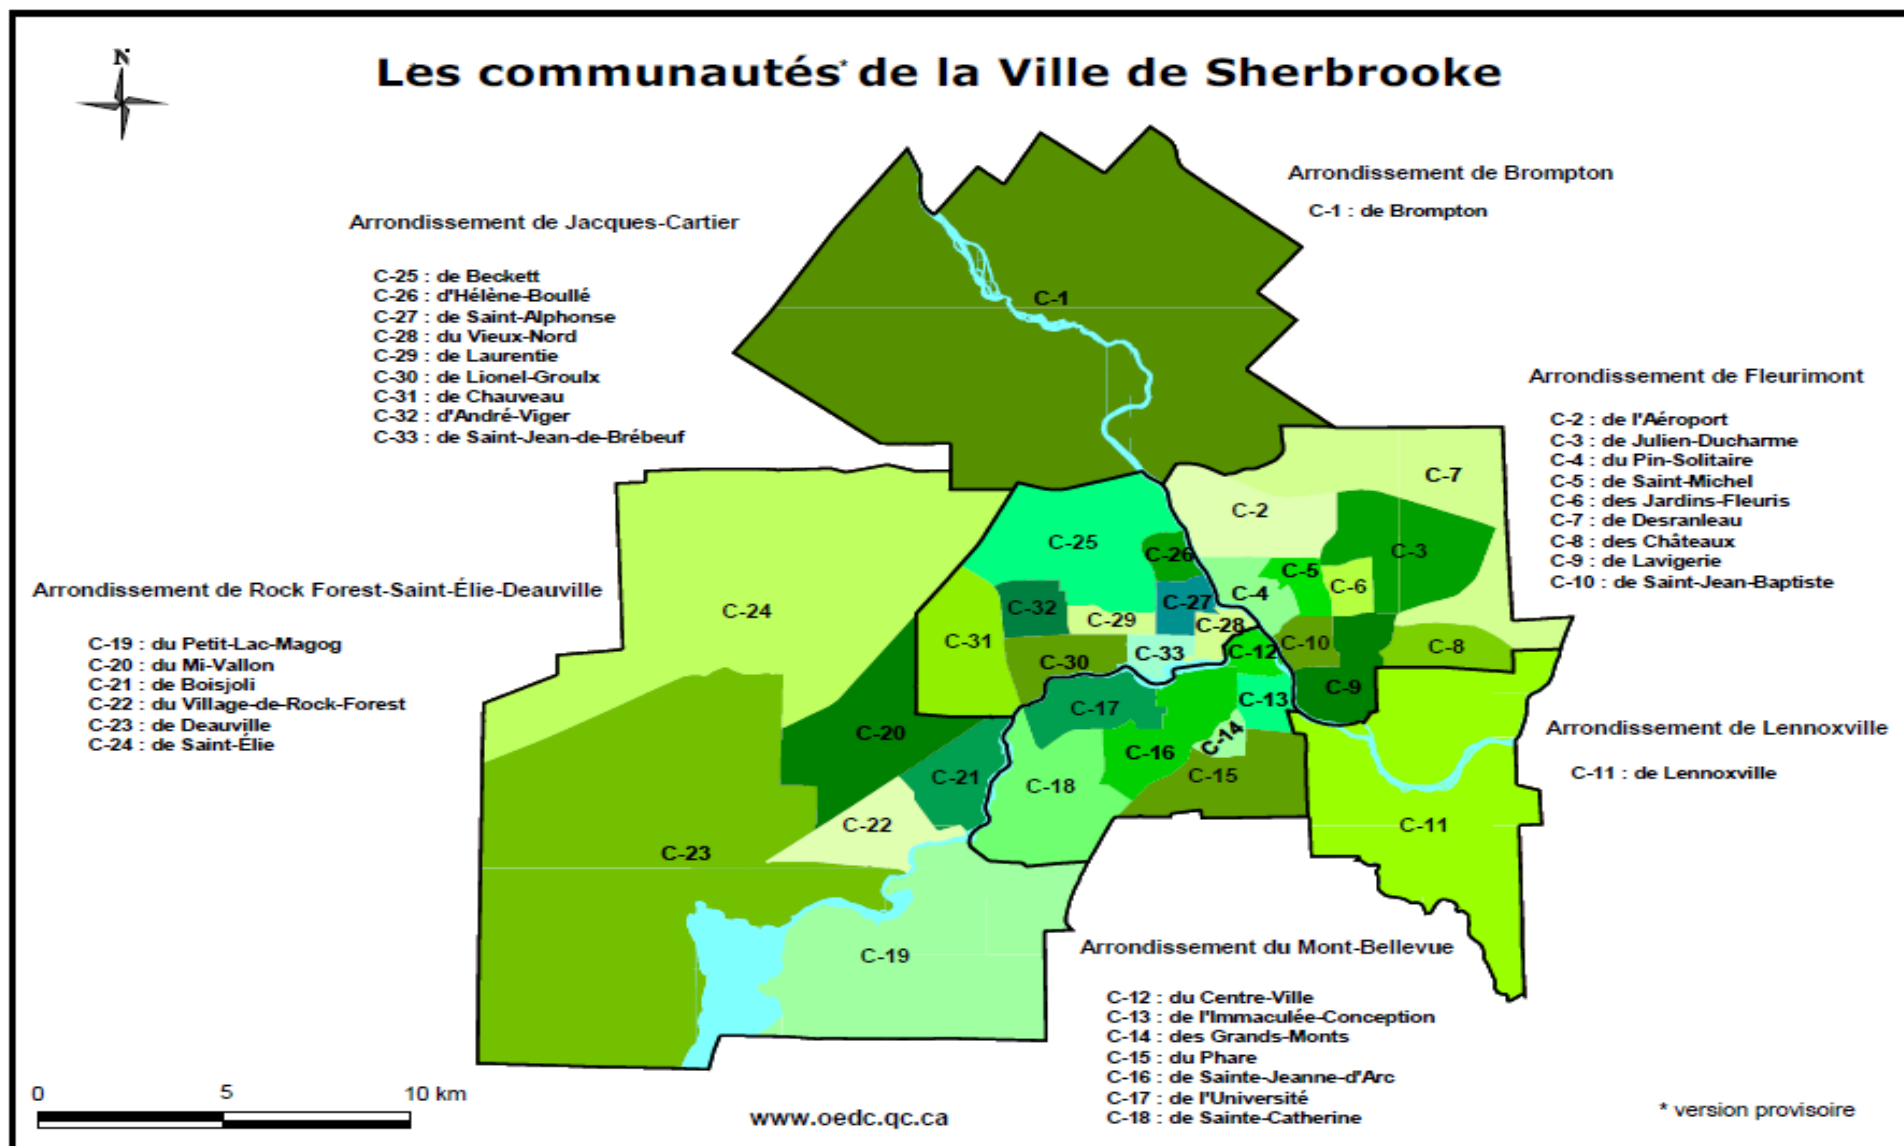 N
Les communautés* de la Ville de Sherbrooke
Arrondissement de Brompton
C-1 : de Brompton
Arrondissement de Jacques-Cartier
C-25 : de Beckett
C-26 : d'Hélène-Boullé
C-27 : de Saint-Alphonse
C-28 : du Vieux-Nord
C-29 : de Laurentie
C-30 : de Lionel-Groulx
C-31 : de Chauveau
C-32 : d'André-Viger
C-33 : de Saint-Jean-de-Brébeuf
Arrondissement de Fleurimont
C-2 : de l'Aéroport
C-3 : de Julien-Ducharme
C-4 : du Pin-Solitaire
C-5 : de Saint-Michel
C-6 : des Jardins-Fleuris
C-7 : de Desranleau
C-8 : des Châteaux
C-9 : de Lavigerie
C-10 : de Saint-Jean-Baptiste
Arrondissement de Rock Forest-Saint-Élie-Deauville
C-19 : du Petit-Lac-Magog
C-20 : du Mi-Vallon
C-21 : de Boisjoli
C-22 : du Village-de-Rock-Forest
C-23 : de Deauville
C-24 : de Saint-Élie
Arrondissement de Lennoxville
C-11 : de Lennoxville
Arrondissement du Mont-Bellevue
C-12 : du Centre-Ville
C-13 : de l'Immaculée-Conception
C-14 : des Grands-Monts
C-15 : du Phare
C-16 : de Sainte-Jeanne-d'Arc
C-17 : de l'Université
C-18 : de Sainte-Catherine
C-1
C-7
C-2
C-25
C-26
C-3
C-5
C-6
C-4
C-27
C-32
C-24
C-29
C-28
C-31
C-10
C-8
C-12
C-33
C-30
C-9
C-13
C-17
C-20
C-14
C-16
C-21
C-15
C-18
C-22
C-11
C-23
C-19
0 5 10 km
www.oedc.qc.ca
* version provisoire